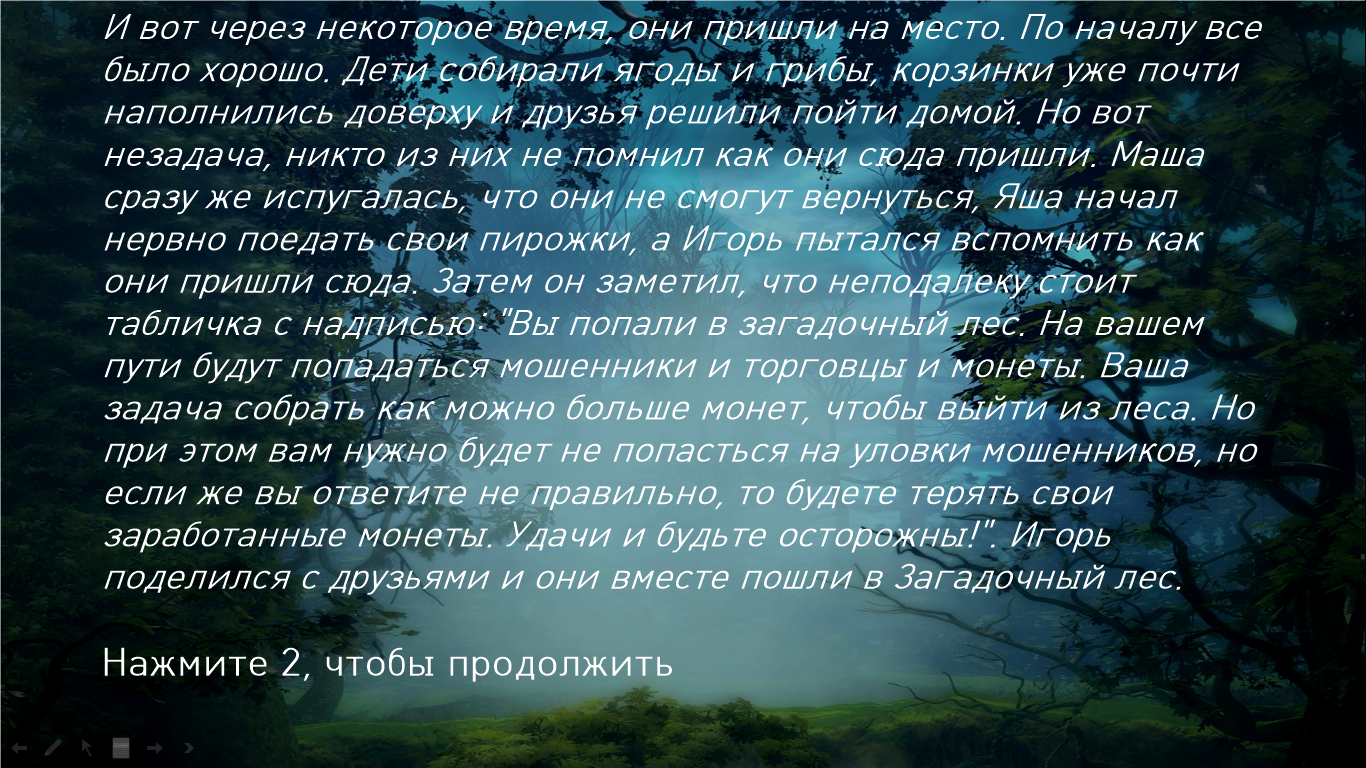 И вот через некоторое время, они пришли на место. По началу все
было хорошо. Дети собирали ягоды и грибы, корзинки уже почти
наполнились доверху и друзья решили пойти домой. Но вот
незадача, никто из них не помнил как они сюда пришли. Маша
сразу же испугалась, что они не смогут вернуться, Яша начал
нервно поедать свои пирожки, а Игорь пытался вспомнить как
они пришли сюда. Затем он заметил, что неподалеку стоит
табличка с надписью: "Вы попали в загадочный лес. На вашем
пути будут попадаться мошенники и торговцы и монеты. Ваша
задача собрать как можно больше монет, чтобы выйти из леса. Но
при этом вам нужно будет не попасться на уловки мошенников, но
если же вы ответите не правильно, то будете терять свои
заработанные монеты. Удачи и будьте осторожны!". Игорь
поделился с друзьями и они вместе пошли в Загадочный лес.
Нажмите 2, чтобы продолжить